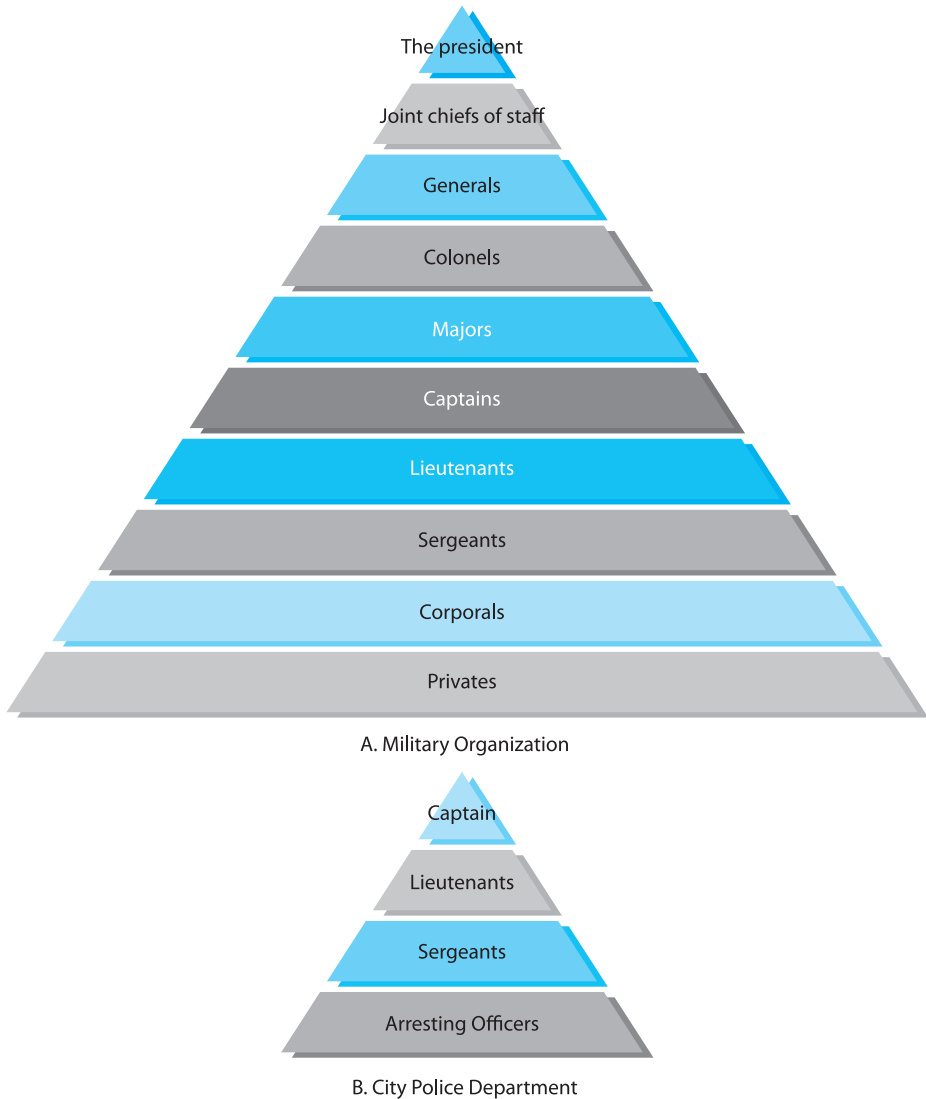 The president
Joint chiefs of staff
Generals
Colonels
Majors
Captains
Lieutenants
Sergeants
Corporals
Privates
A. Military Organization
Captain
Lieutenants
Sergeants
Arresting Officers
B. City Police Department